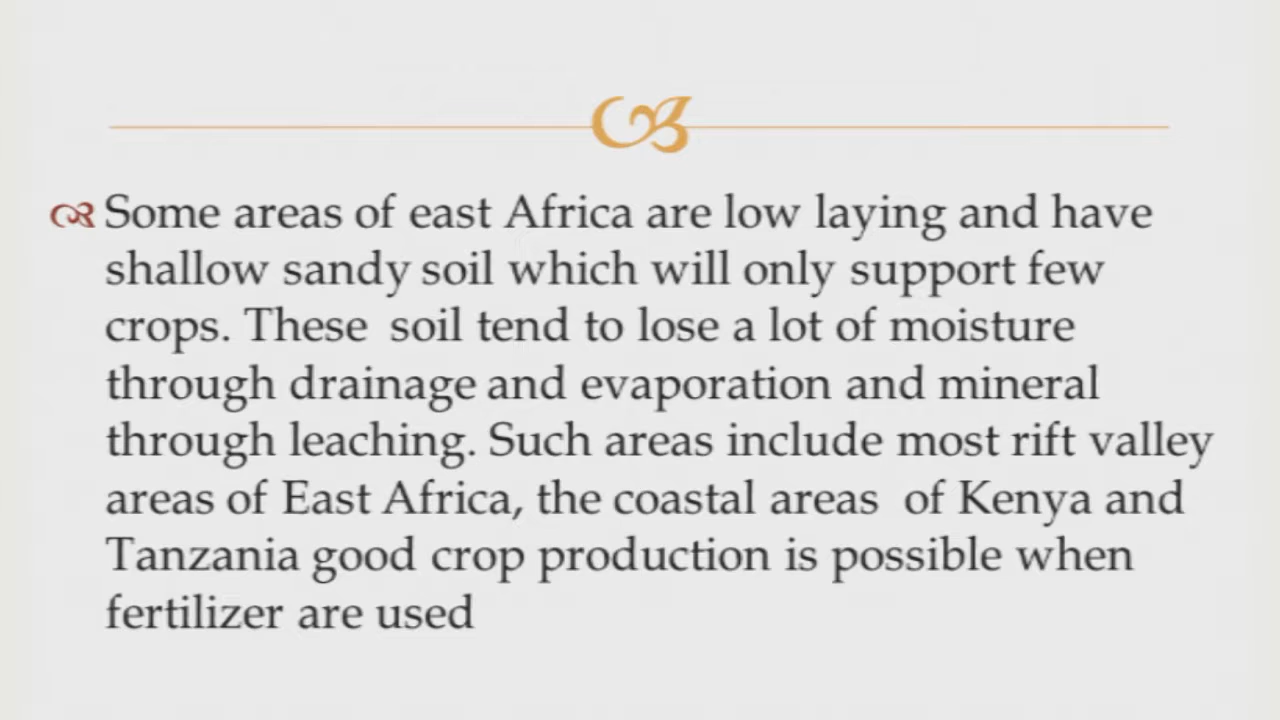 Some areas of east Africa are low laying and have
shallow sandy soil which will only support few
crops. These soil tend to lose a lot of moisture
through drainage and evaporation and mineral
through leaching. Such areas include most rift valley
areas of East Africa, the coastal areas of Kenya and
Tanzania good crop production is possible when
fertilizer are used